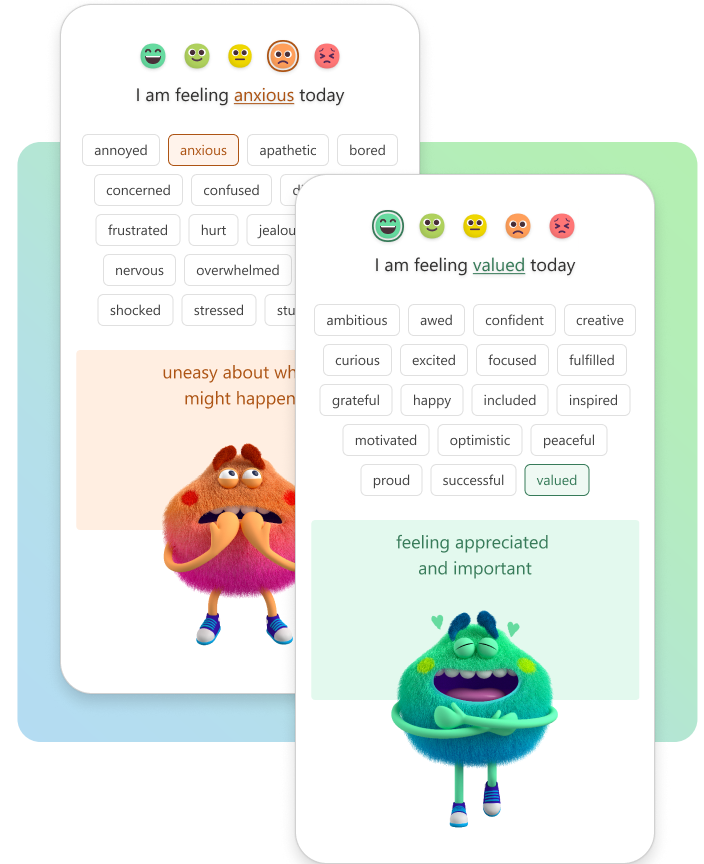 I am feeling anxious today
annoyed anxious apathetic bored
concerned confused
frustrated hurt
nervous overwhelmed
shocked stressed
uneasy about
might happen
I am feeling valued today
ambitious awed confident creative
curious excited focused fulfilled
grateful happy included inspired
motivated optimistic peaceful
proud successful valued
feeling appreciated
and important